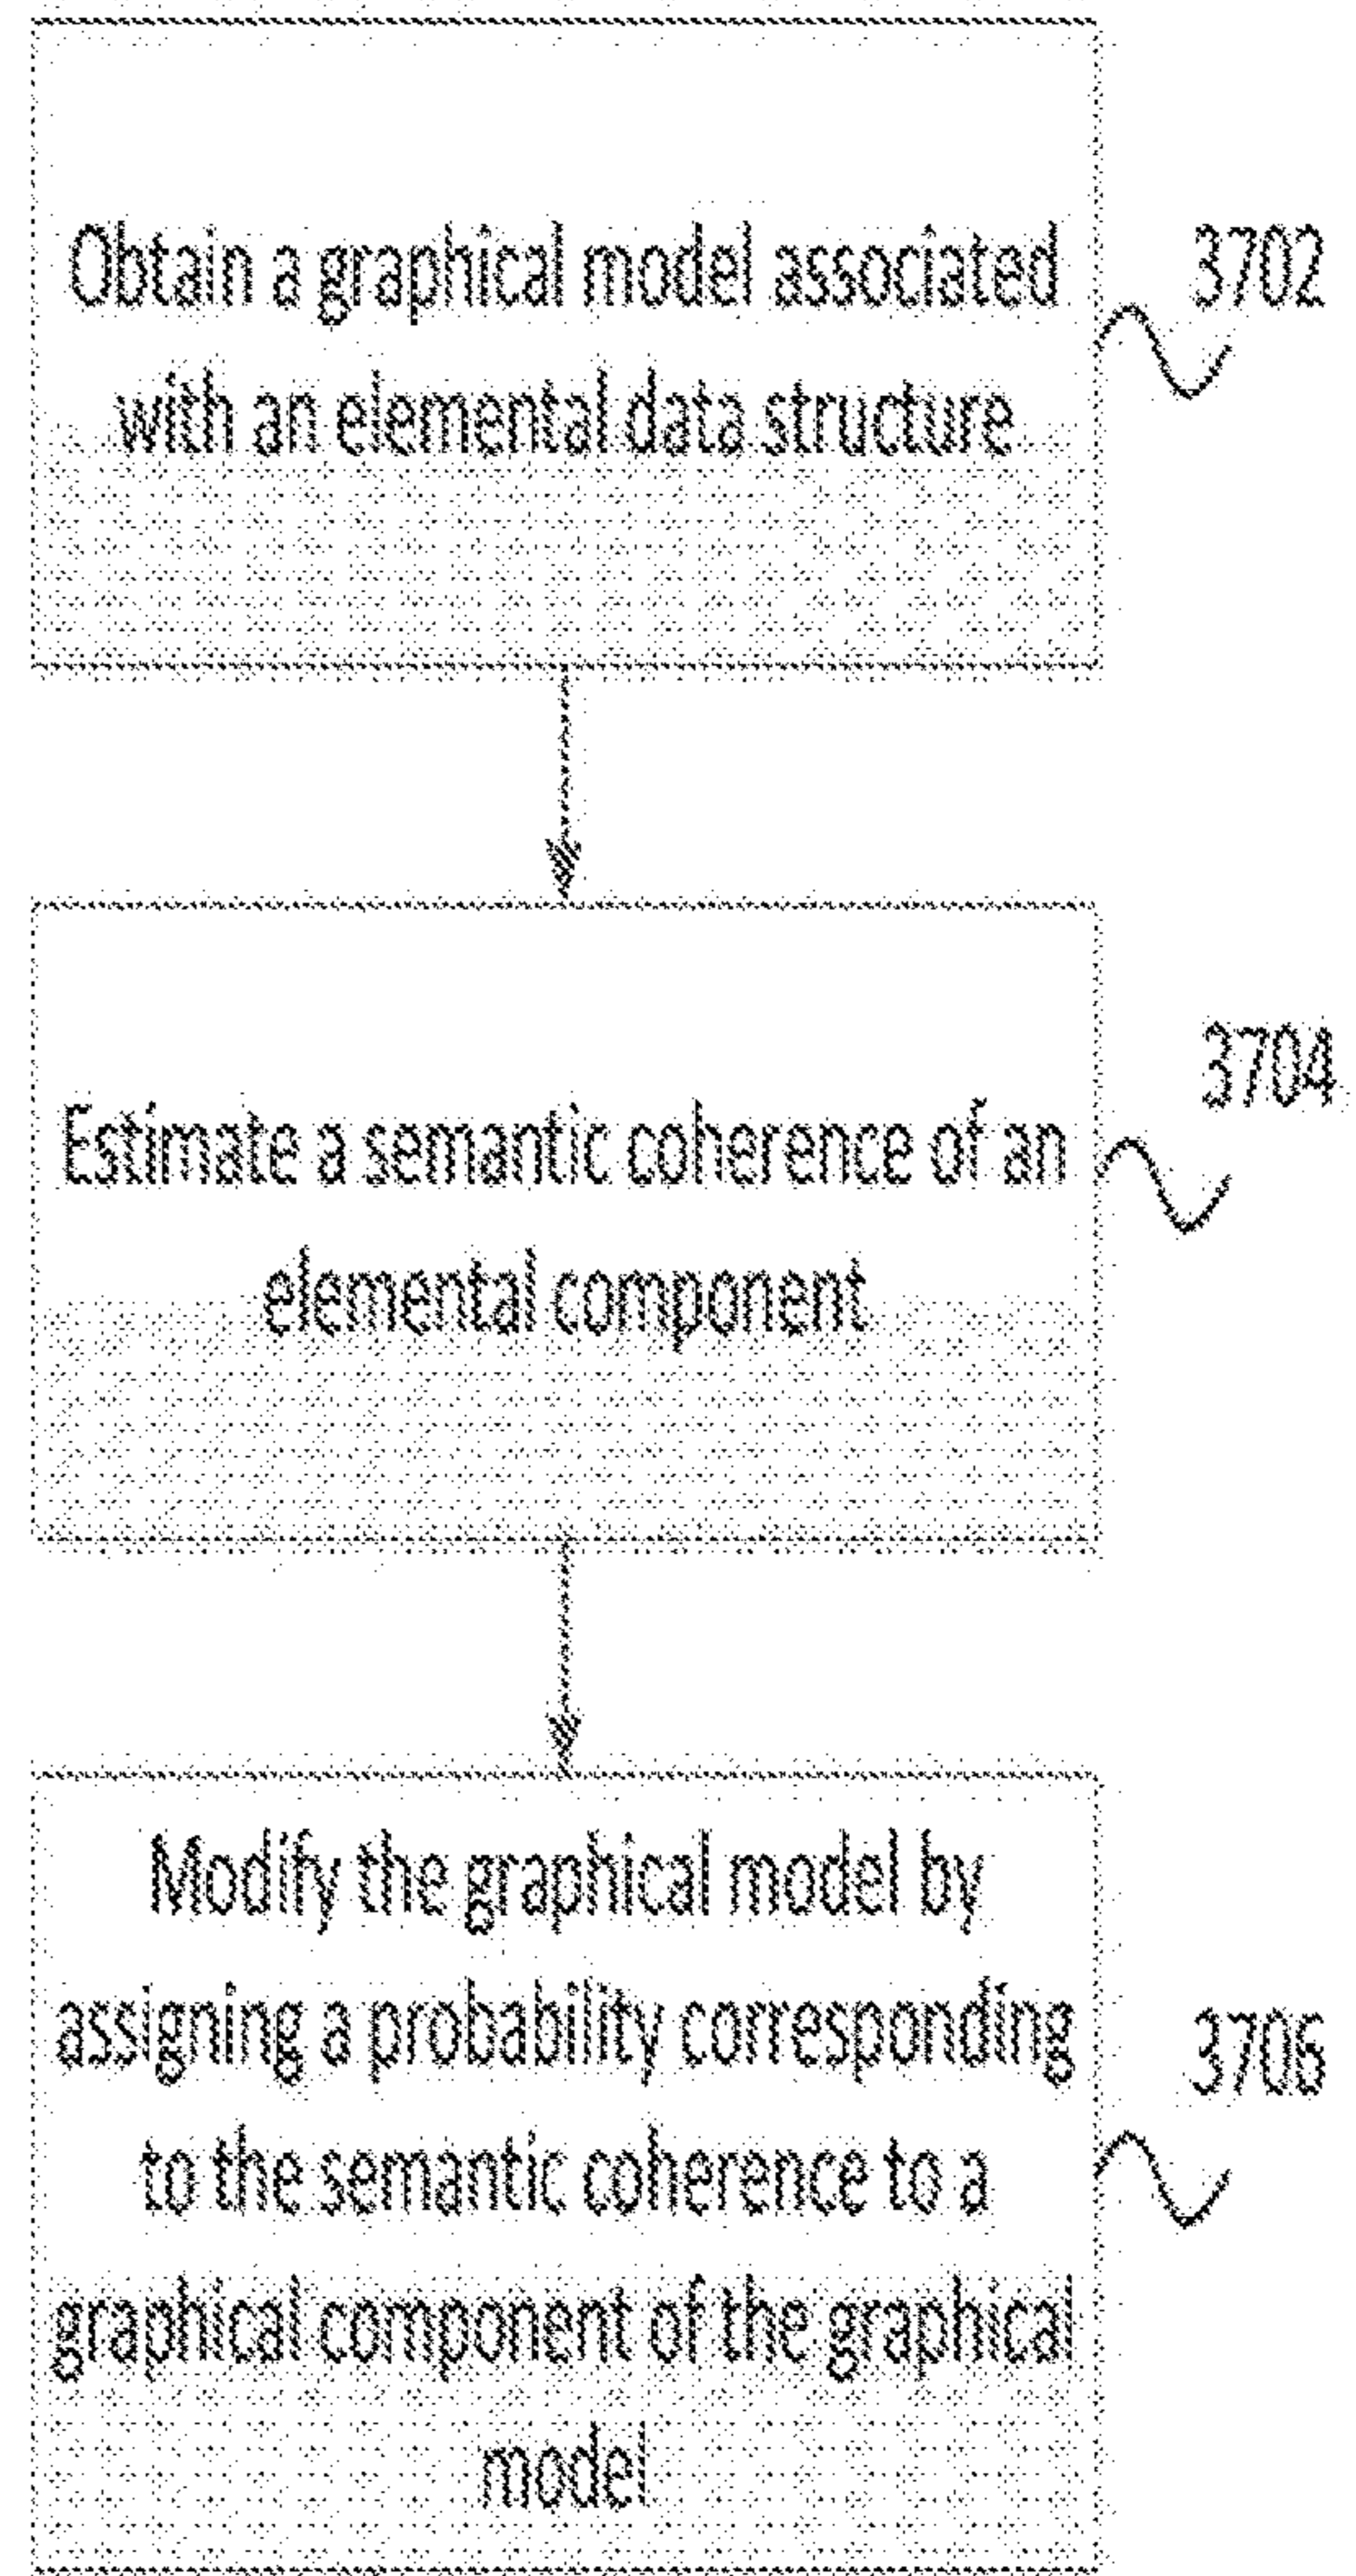 Obtain a graphical model associated
with an elemental data structure
3702
Estimate a semantic coherence of an
elemental component
3704
Modify the graphical model by
assigning a probability corresponding
to the semantic coherence to a
graphical component of the graphical
model
3706